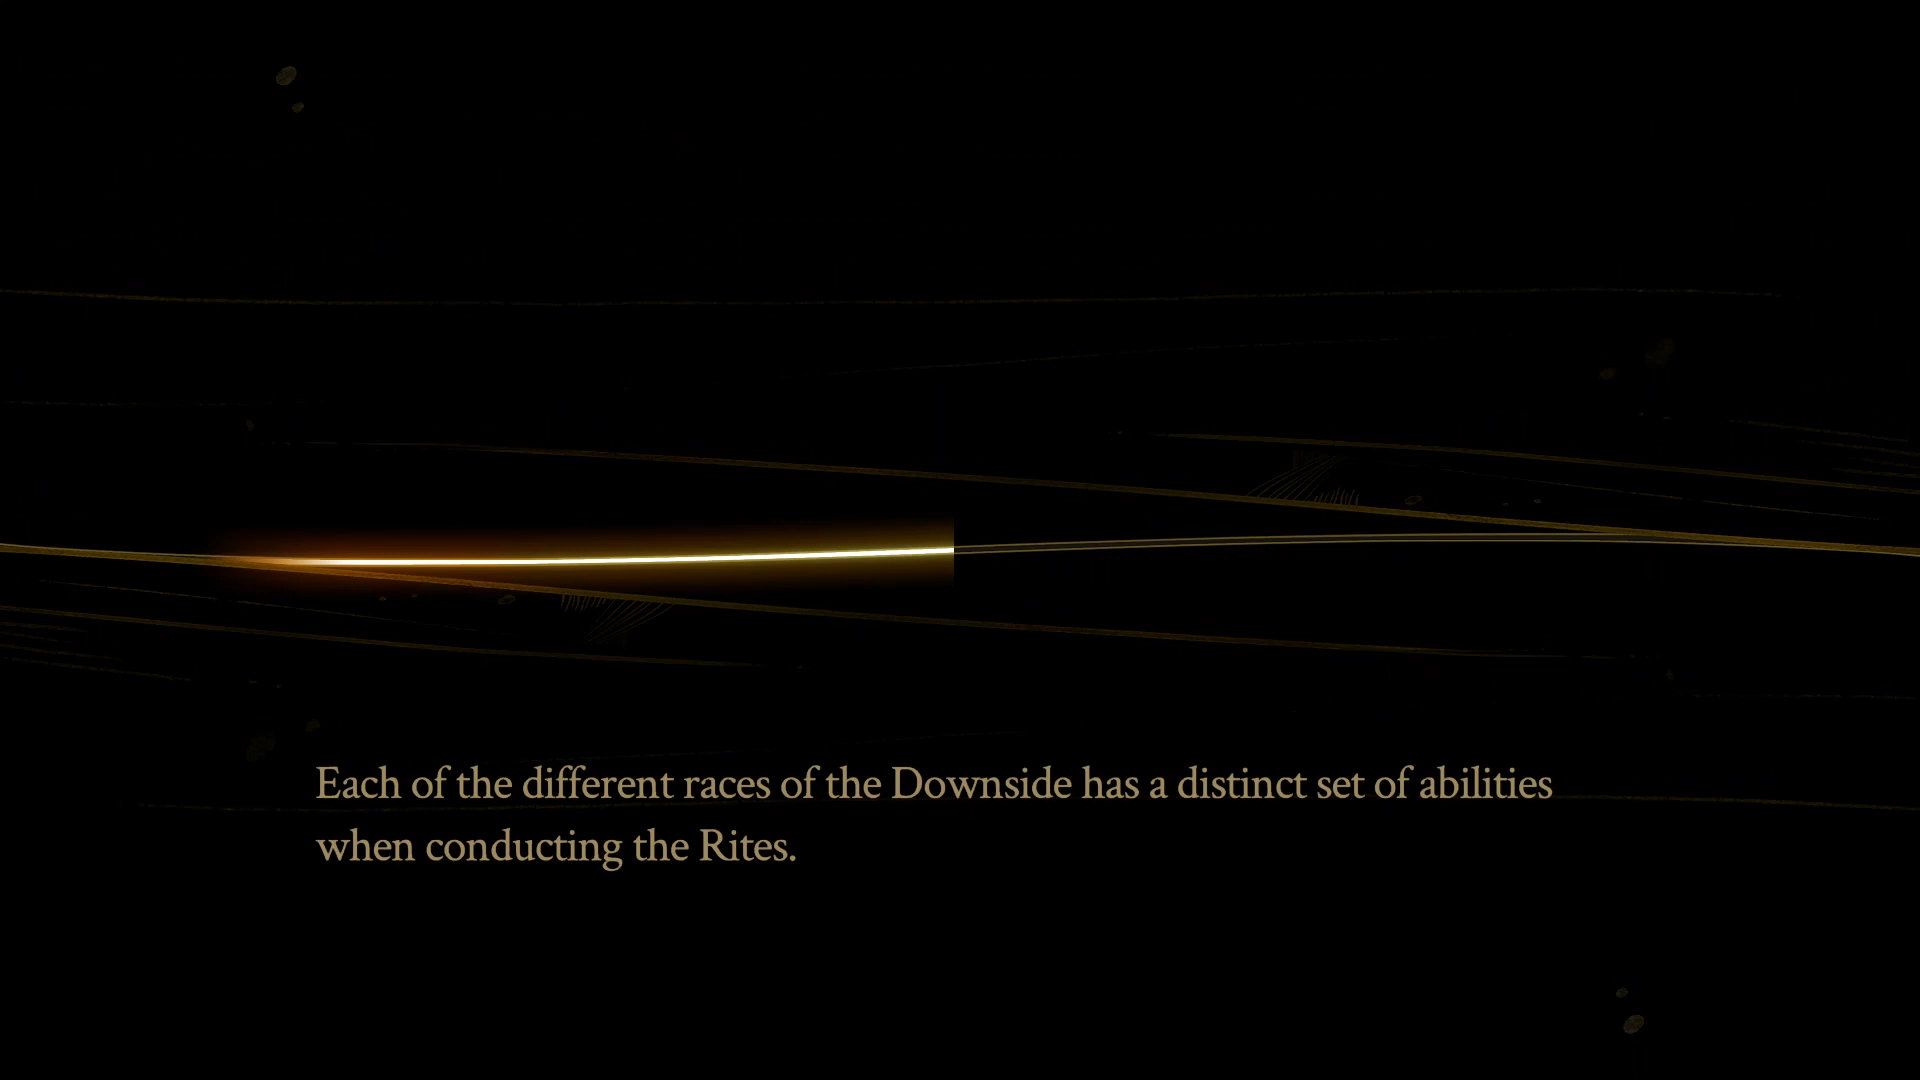 Each of the different races of the Downside has a distinct set of abilities
when conducting the Rites.